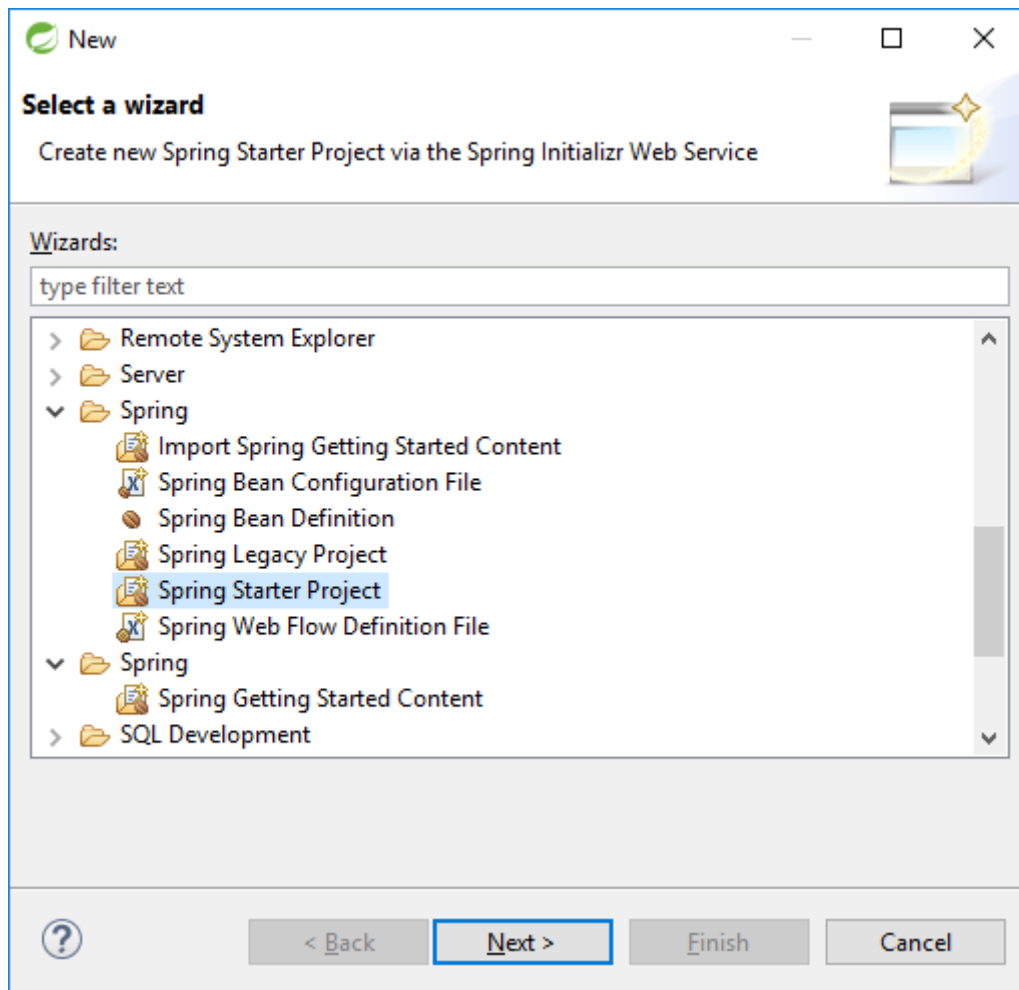 New
Select a wizard
Create new Spring Starter Project via the Spring Initializr Web Service
Wizards:
type filter text
Remote System Explorer
Server
Spring
Import Spring Getting Started Content
Spring Bean Configuration File
Spring Bean Definition
Spring Legacy Project
Spring Starter Project
Spring Web Flow Definition File
Spring
Spring Getting Started Content
SQL Development
? < Back Next > Finish Cancel